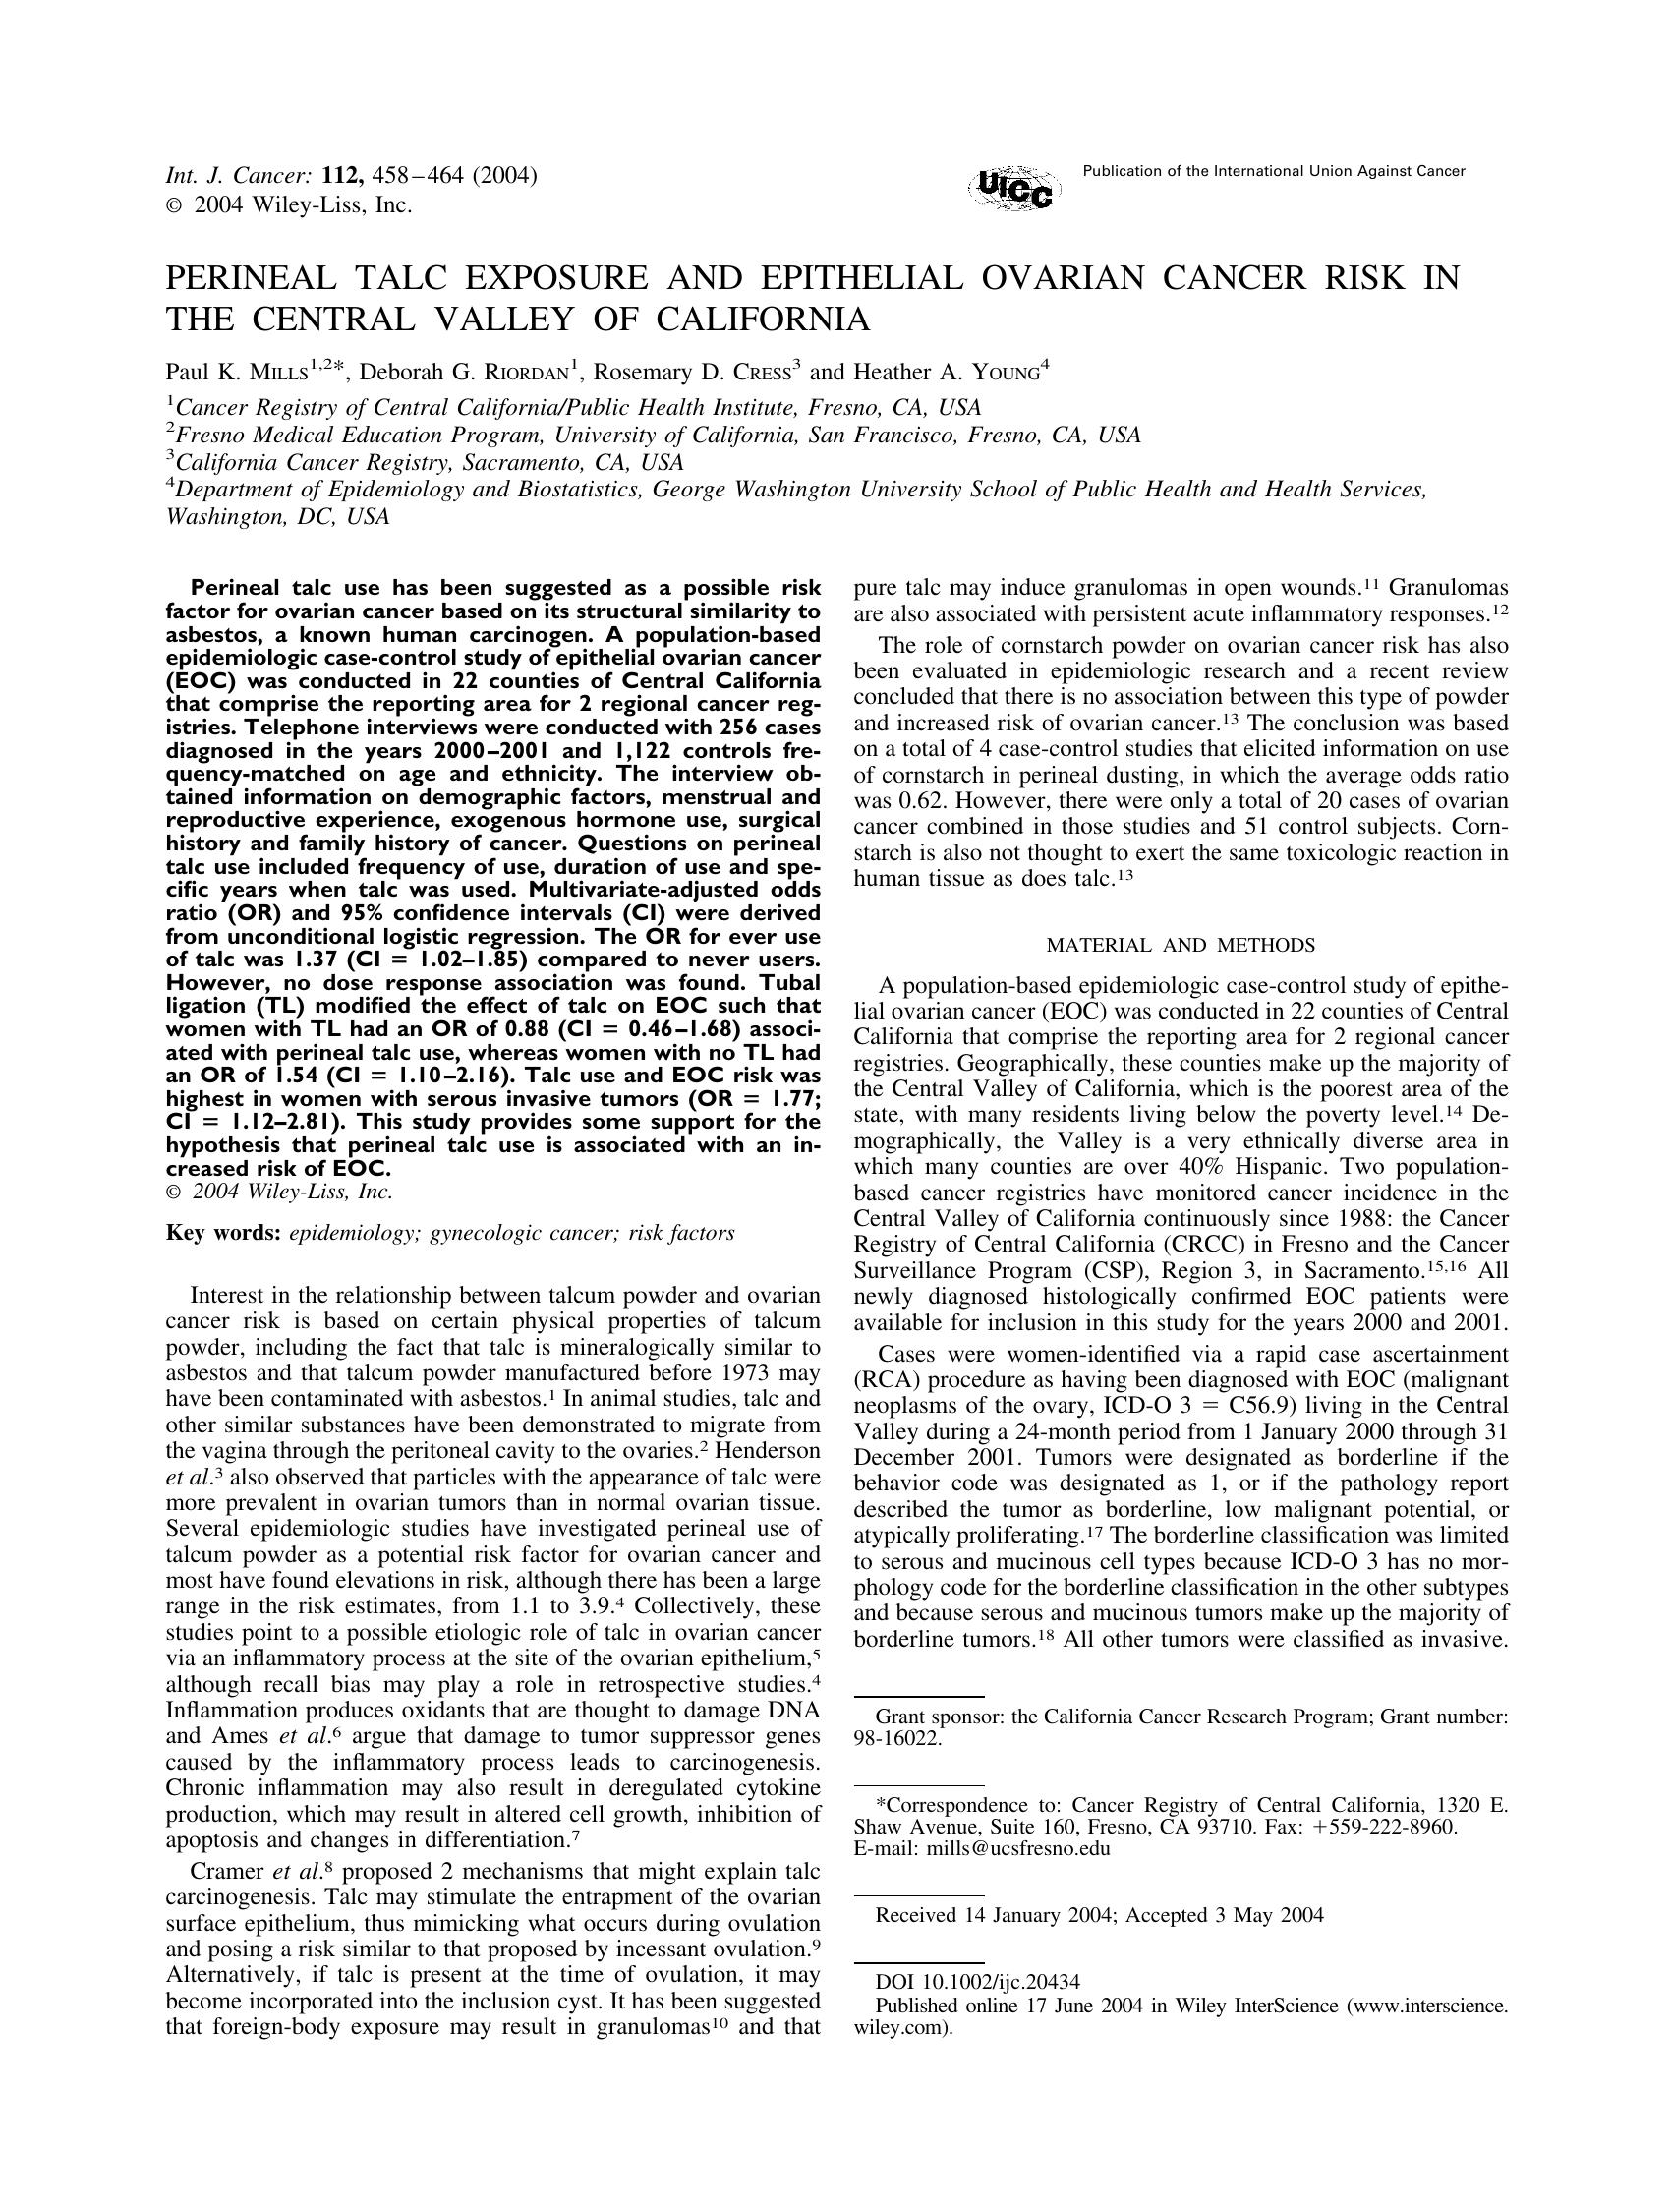 Int. J. Cancer: 112, 458–464 (2004)
© 2004 Wiley-Liss, Inc.
UICC
Publication of the International Union Against Cancer
PERINEAL TALC EXPOSURE AND EPITHELIAL OVARIAN CANCER RISK IN
THE CENTRAL VALLEY OF CALIFORNIA
Paul K. MILLS1,2*, Deborah G. RIORDAN1, Rosemary D. CRESS3 and Heather A. YOUNG4
1Cancer Registry of Central California/Public Health Institute, Fresno, CA, USA
2Fresno Medical Education Program, University of California, San Francisco, Fresno, CA, USA
3California Cancer Registry, Sacramento, CA, USA
4Department of Epidemiology and Biostatistics, George Washington University School of Public Health and Health Services,
Washington, DC, USA
Perineal talc use has been suggested as a possible risk
factor for ovarian cancer based on its structural similarity to
asbestos, a known human carcinogen. A population-based
epidemiologic case-control study of epithelial ovarian cancer
(EOC) was conducted in 22 counties of Central California
that comprise the reporting area for 2 regional cancer reg-
istries. Telephone interviews were conducted with 256 cases
diagnosed in the years 2000–2001 and 1,122 controls fre-
quency-matched on age and ethnicity. The interview ob-
tained information on demographic factors, menstrual and
reproductive experience, exogenous hormone use, surgical
history and family history of cancer. Questions on perineal
talc use included frequency of use, duration of use and spe-
cific years when talc was used. Multivariate-adjusted odds
ratio (OR) and 95% confidence intervals (CI) were derived
from unconditional logistic regression. The OR for ever use
of talc was 1.37 (CI = 1.02–1.85) compared to never users.
However, no dose response association was found. Tubal
ligation (TL) modified the effect of talc on EOC such that
women with TL had an OR of 0.88 (CI = 0.46–1.68) associ-
ated with perineal talc use, whereas women with no TL had
an OR of 1.54 (CI = 1.10–2.16). Talc use and EOC risk was
highest in women with serous invasive tumors (OR = 1.77;
CI = 1.12–2.81). This study provides some support for the
hypothesis that perineal talc use is associated with an in-
creased risk of EOC.
© 2004 Wiley-Liss, Inc.
Key words: epidemiology; gynecologic cancer; risk factors
Interest in the relationship between talcum powder and ovarian
cancer risk is based on certain physical properties of talcum
powder, including the fact that talc is mineralogically similar to
asbestos and that talcum powder manufactured before 1973 may
have been contaminated with asbestos.1 In animal studies, talc and
other similar substances have been demonstrated to migrate from
the vagina through the peritoneal cavity to the ovaries.2 Henderson
et al.3 also observed that particles with the appearance of talc were
more prevalent in ovarian tumors than in normal ovarian tissue.
Several epidemiologic studies have investigated perineal use of
talcum powder as a potential risk factor for ovarian cancer and
most have found elevations in risk, although there has been a large
range in the risk estimates, from 1.1 to 3.9.4 Collectively, these
studies point to a possible etiologic role of talc in ovarian cancer
via an inflammatory process at the site of the ovarian epithelium,5
although recall bias may play a role in retrospective studies.4
Inflammation produces oxidants that are thought to damage DNA
and Ames et al.6 argue that damage to tumor suppressor genes
caused by the inflammatory process leads to carcinogenesis.
Chronic inflammation may also result in deregulated cytokine
production, which may result in altered cell growth, inhibition of
apoptosis and changes in differentiation.7
Cramer et al.8 proposed 2 mechanisms that might explain talc
carcinogenesis. Talc may stimulate the entrapment of the ovarian
surface epithelium, thus mimicking what occurs during ovulation
and posing a risk similar to that proposed by incessant ovulation.9
Alternatively, if talc is present at the time of ovulation, it may
become incorporated into the inclusion cyst. It has been suggested
that foreign-body exposure may result in granulomas10 and that
pure talc may induce granulomas in open wounds.11 Granulomas
are also associated with persistent acute inflammatory responses.12
The role of cornstarch powder on ovarian cancer risk has also
been evaluated in epidemiologic research and a recent review
concluded that there is no association between this type of powder
and increased risk of ovarian cancer.13 The conclusion was based
on a total of 4 case-control studies that elicited information on use
of cornstarch in perineal dusting, in which the average odds ratio
was 0.62. However, there were only a total of 20 cases of ovarian
cancer combined in those studies and 51 control subjects. Corn-
starch is also not thought to exert the same toxicologic reaction in
human tissue as does talc.13
MATERIAL AND METHODS
A population-based epidemiologic case-control study of epithe-
lial ovarian cancer (EOC) was conducted in 22 counties of Central
California that comprise the reporting area for 2 regional cancer
registries. Geographically, these counties make up the majority of
the Central Valley of California, which is the poorest area of the
state, with many residents living below the poverty level.14 De-
mographically, the Valley is a very ethnically diverse area in
which many counties are over 40% Hispanic. Two population-
based cancer registries have monitored cancer incidence in the
Central Valley of California continuously since 1988: the Cancer
Registry of Central California (CRCC) in Fresno and the Cancer
Surveillance Program (CSP), Region 3, in Sacramento.15,16 All
newly diagnosed histologically confirmed EOC patients were
available for inclusion in this study for the years 2000 and 2001.
Cases were women-identified via a rapid case ascertainment
(RCA) procedure as having been diagnosed with EOC (malignant
neoplasms of the ovary, ICD-O 3 = C56.9) living in the Central
Valley during a 24-month period from 1 January 2000 through 31
December 2001. Tumors were designated as borderline if the
behavior code was designated as 1, or if the pathology report
described the tumor as borderline, low malignant potential, or
atypically proliferating.17 The borderline classification was limited
to serous and mucinous cell types because ICD-O 3 has no mor-
phology code for the borderline classification in the other subtypes
and because serous and mucinous tumors make up the majority of
borderline tumors.18 All other tumors were classified as invasive.
Grant sponsor: the California Cancer Research Program; Grant number:
98-16022.
*Correspondence to: Cancer Registry of Central California, 1320 E.
Shaw Avenue, Suite 160, Fresno, CA 93710. Fax: +559-222-8960.
E-mail: mills@ucsfresno.edu
Received 14 January 2004; Accepted 3 May 2004
DOI 10.1002/ijc.20434
Published online 17 June 2004 in Wiley InterScience (www.interscience.
wiley.com).